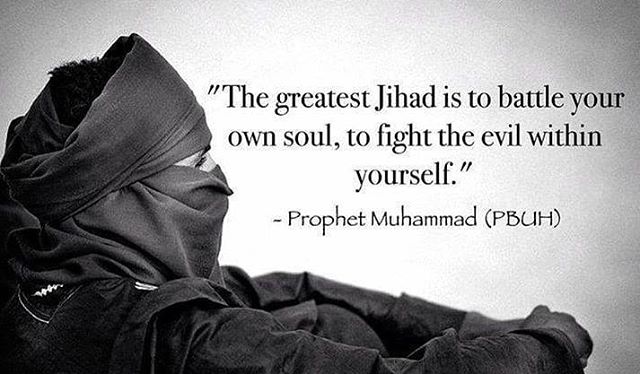 "The greatest Jihad is to battle your
own soul, to fight the evil within
yourself."
- Prophet Muhammad (PBUH)